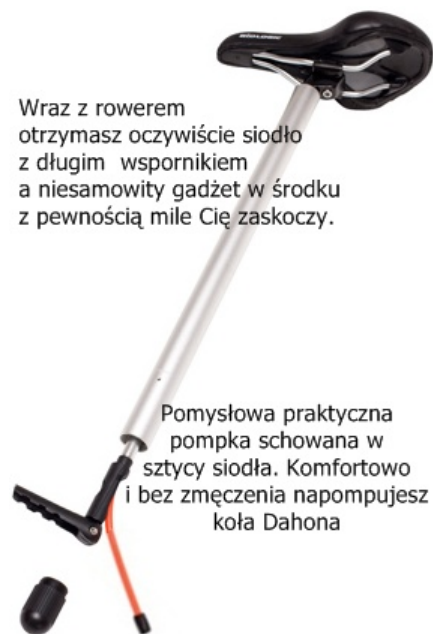 BIOLOGIC
Wraz z rowerem
otrzymasz oczywiście siodło
z długim wspornikiem
a niesamowity gadżet w środku
z pewnością mile Cię zaskoczy.
Pomysłowa praktyczna
pompka schowana w
sztycy siodła. Komfortowo
i bez zmęczenia napompujesz
koła Dahona